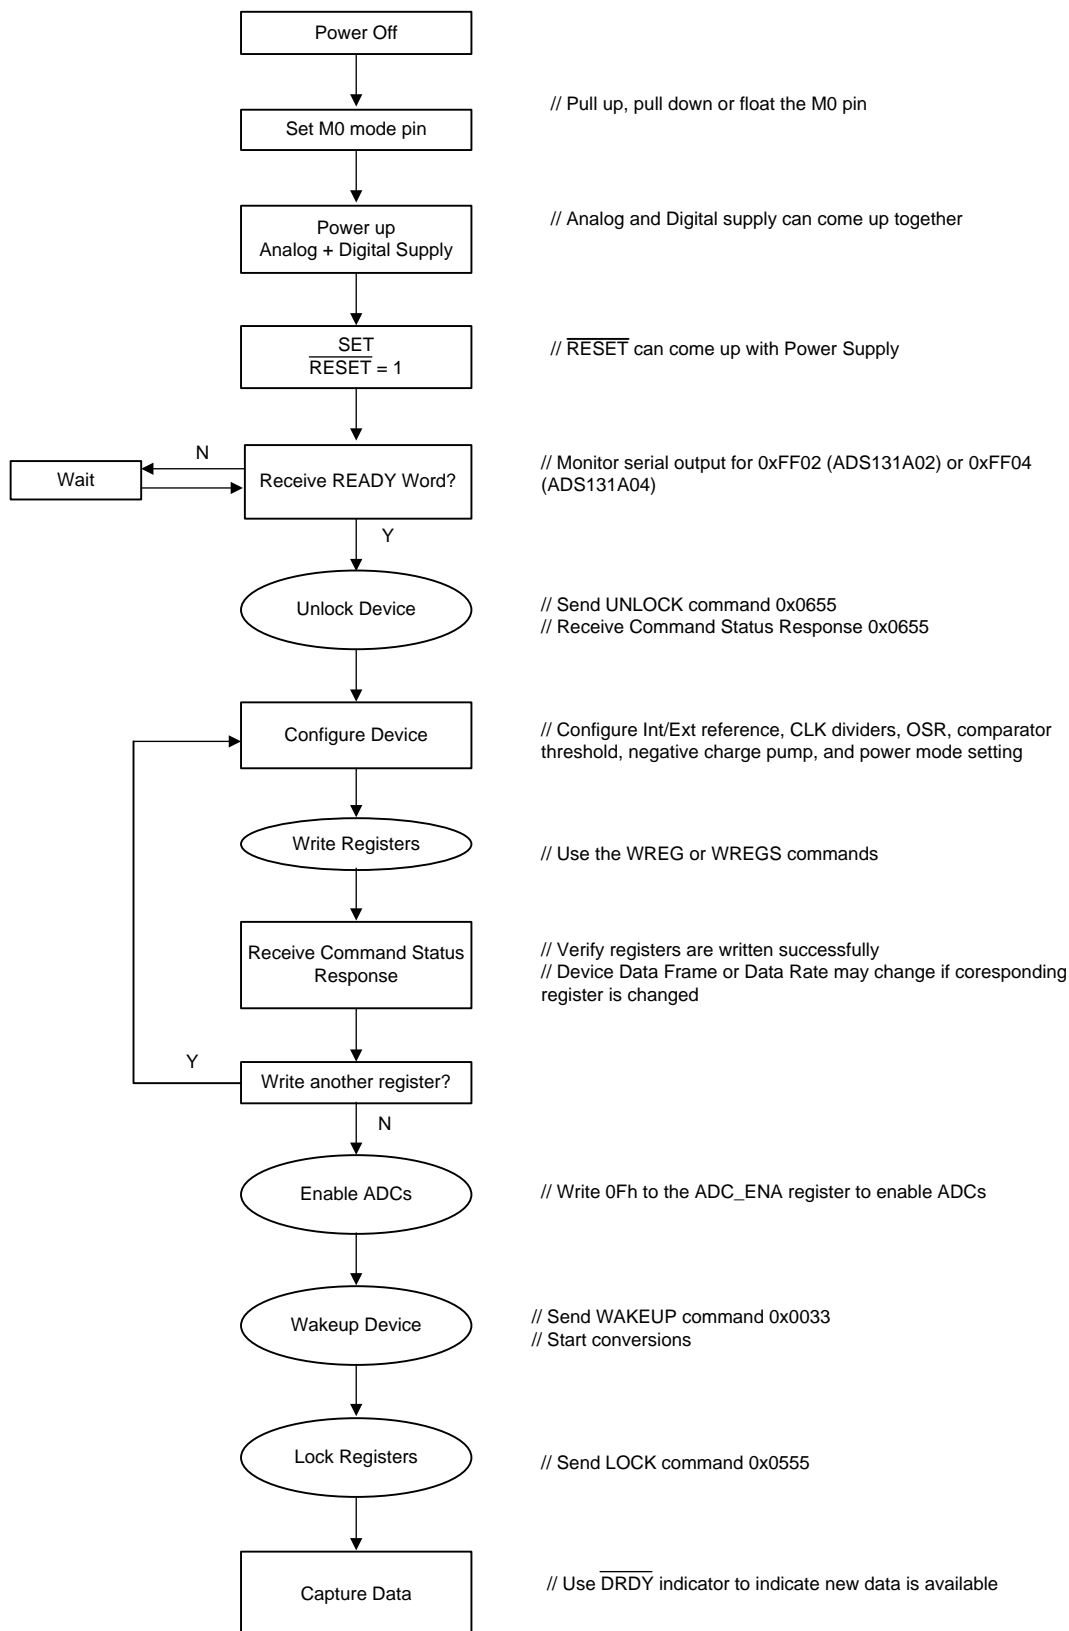 Power Off
// Pull up, pull down or float the M0 pin
Set M0 mode pin
Power up
Analog + Digital Supply
// Analog and Digital supply can come up together
SET
RESET = 1
// RESET can come up with Power Supply
N
Wait
Receive READY Word?
// Monitor serial output for 0xFF02 (ADS131A02) or 0xFF04
(ADS131A04)
Y
Unlock Device
// Send UNLOCK command 0x0655
// Receive Command Status Response 0x0655
Configure Device
// Configure Int/Ext reference, CLK dividers, OSR, comparator
threshold, negative charge pump, and power mode setting
Write Registers
// Use the WREG or WREGS commands
Receive Command Status
Response
// Verify registers are written successfully
// Device Data Frame or Data Rate may change if coresponding
register is changed
Y
Write another register?
N
Enable ADCs
// Write 0Fh to the ADC_ENA register to enable ADCs
Wakeup Device
// Send WAKEUP command 0x0033
// Start conversions
Lock Registers
// Send LOCK command 0x0555
Capture Data
// Use DRDY indicator to indicate new data is available